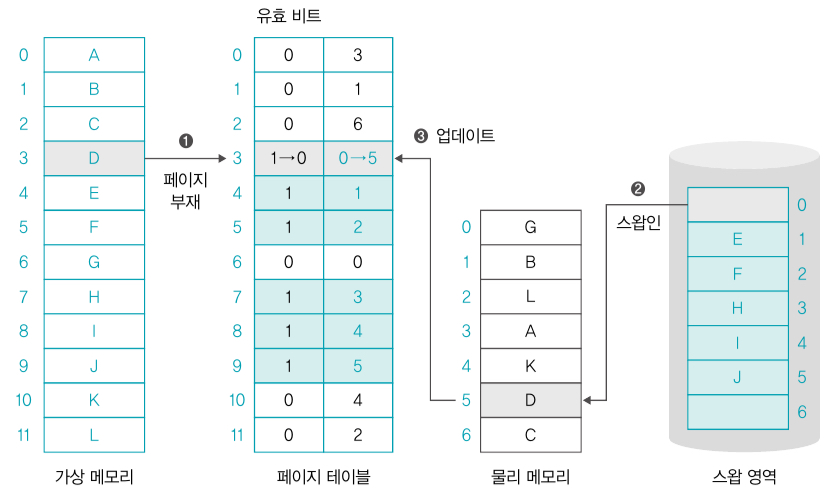 유효 비트
0 A
1 B
2 C
3 D
4 E
5 F
6 G
7 H
8 I
9 J
10 K
11 L
가상 메모리
❶
페이지
부재
0 0 3
1 0 1
2 0 6
3 1→0 0→5
4 1 1
5 1 2
6 0 0
7 1 3
8 1 4
9 1 5
10 0 4
11 0 2
페이지 테이블
❸ 업데이트
0 G
1 B
2 L
3 A
4 K
5 D
6 C
물리 메모리
❷
스왑인
0
E 1
F 2
H 3
I 4
J 5
6
스왑 영역